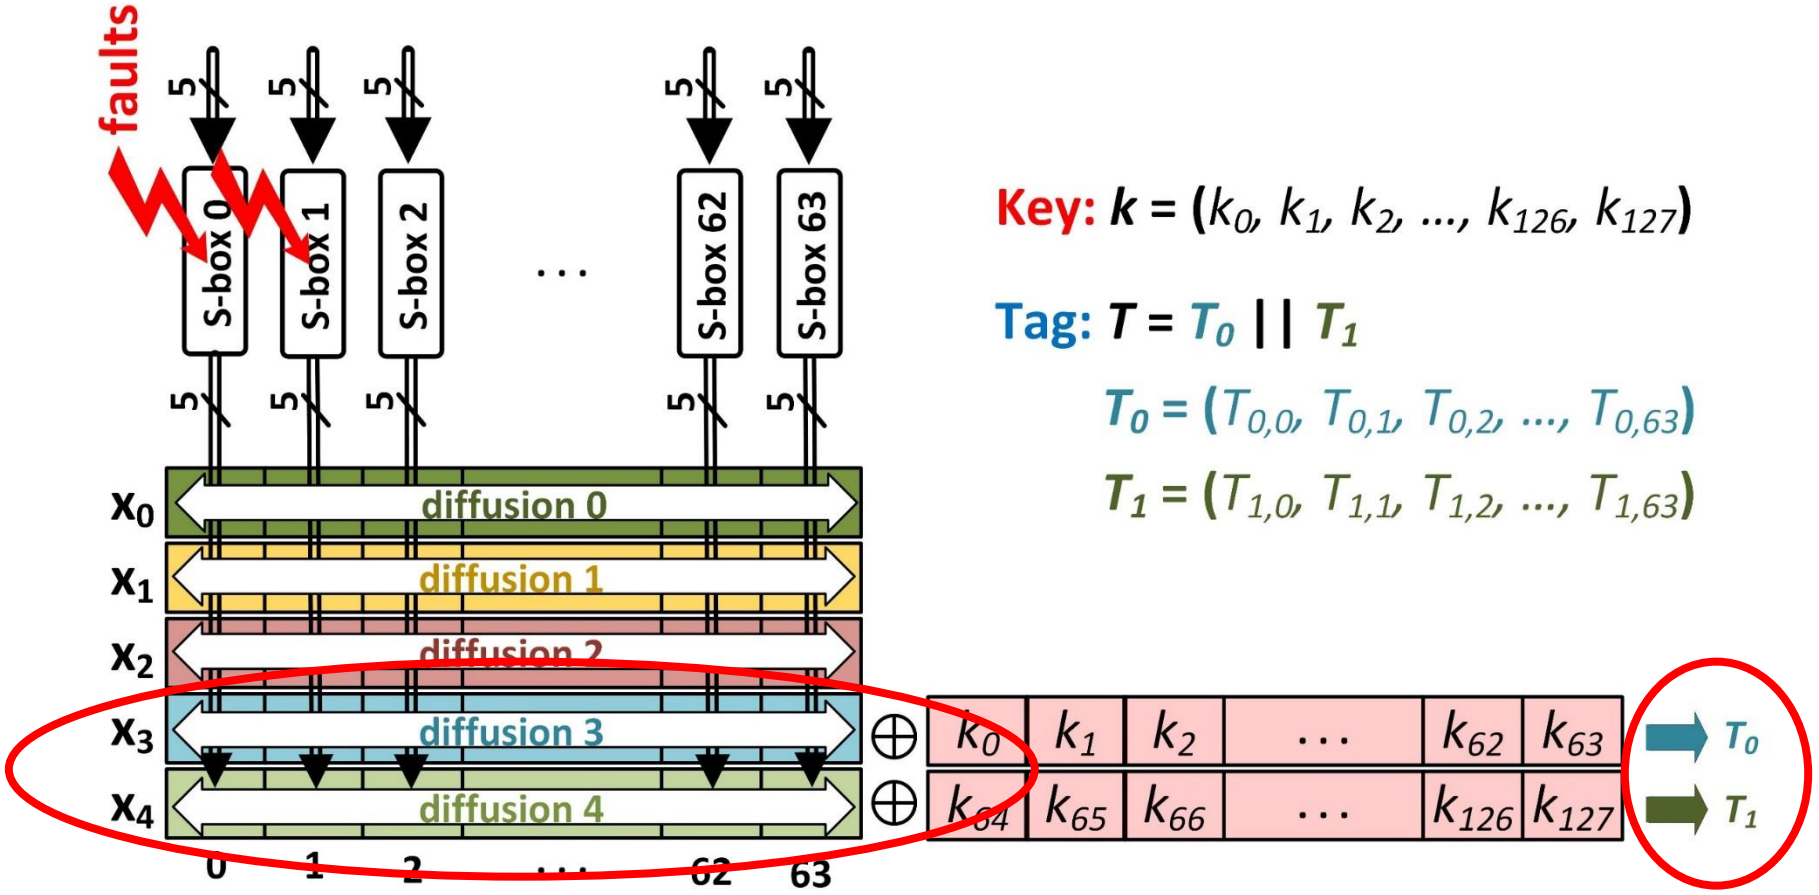 faults
5 5 5 5 5
S-box 0 S-box 1 S-box 2 ... S-box 62 S-box 63
5 5 5 5 5
Key: k = (k0, k1, k2, ..., k126, k127)
Tag: T = T0 || T1
T0 = (T0,0, T0,1, T0,2, ..., T0,63)
T1 = (T1,0, T1,1, T1,2, ..., T1,63)
x0 diffusion 0
x1 diffusion 1
x2 diffusion 2
x3 diffusion 3 ⊕ k0 k1 k2 ... k62 k63 T0
x4 diffusion 4 ⊕ k64 k65 k66 ... k126 k127 T1
0 1 2 ... 62 63